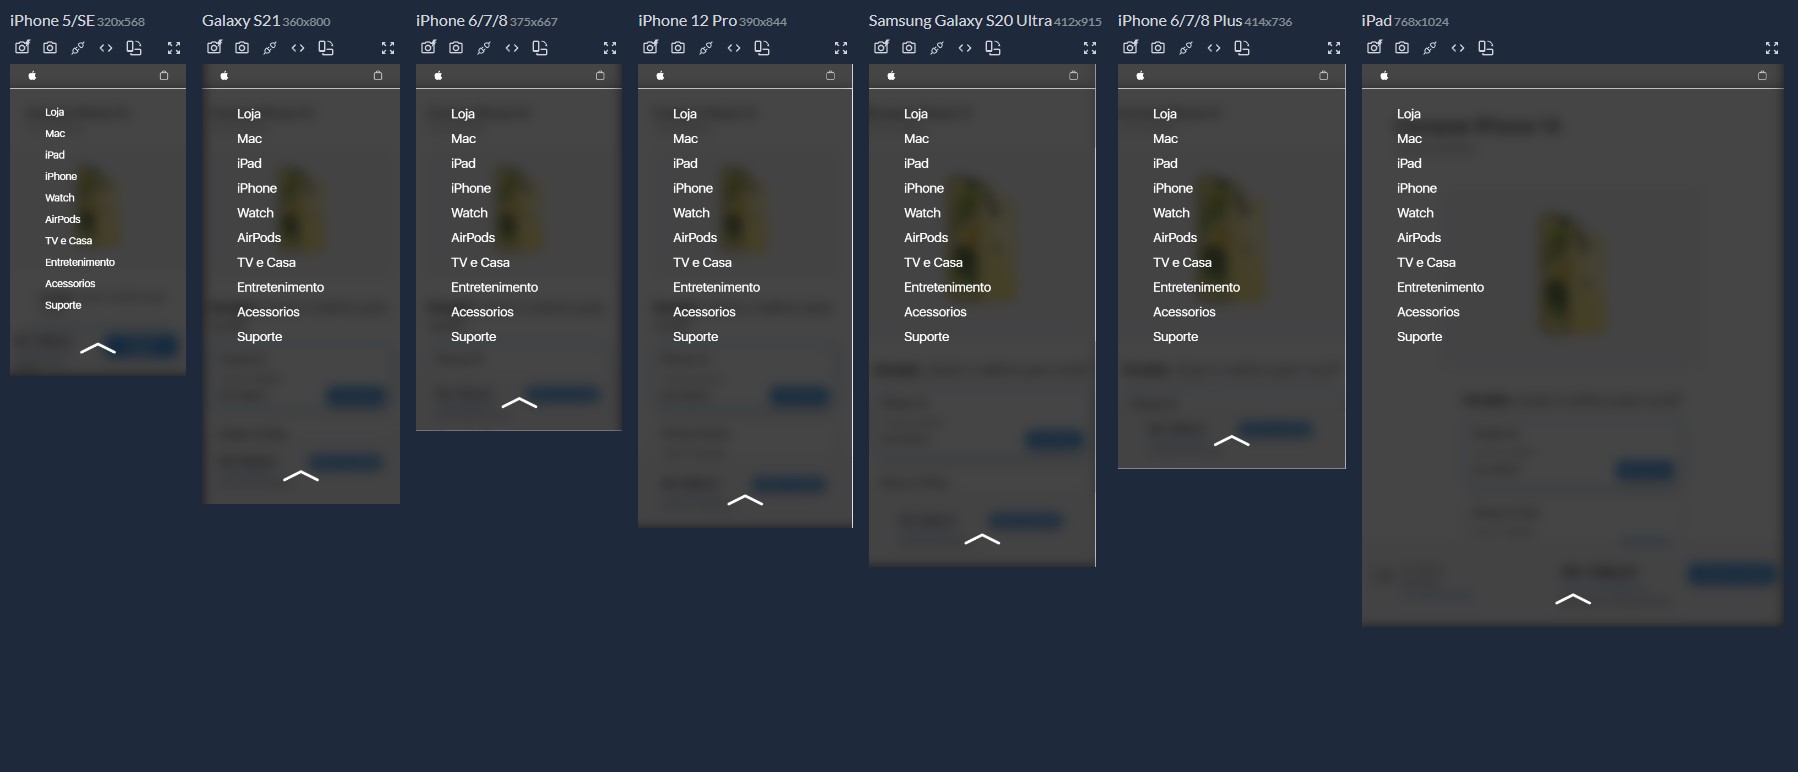 iPhone 5/SE 320x568
Galaxy S21 360x800
iPhone 6/7/8 375x667
iPhone 12 Pro 390x844
Samsung Galaxy S20 Ultra 412x915
iPhone 6/7/8 Plus 414x736
iPad 768x1024
Loja
Mac
iPad
iPhone
Watch
AirPods
TV e Casa
Entretenimento
Acessorios
Suporte
Loja
Mac
iPad
iPhone
Watch
AirPods
TV e Casa
Entretenimento
Acessorios
Suporte
Loja
Mac
iPad
iPhone
Watch
AirPods
TV e Casa
Entretenimento
Acessorios
Suporte
Loja
Mac
iPad
iPhone
Watch
AirPods
TV e Casa
Entretenimento
Acessorios
Suporte
Loja
Mac
iPad
iPhone
Watch
AirPods
TV e Casa
Entretenimento
Acessorios
Suporte
Loja
Mac
iPad
iPhone
Watch
AirPods
TV e Casa
Entretenimento
Acessorios
Suporte
Loja
Mac
iPad
iPhone
Watch
AirPods
TV e Casa
Entretenimento
Acessorios
Suporte